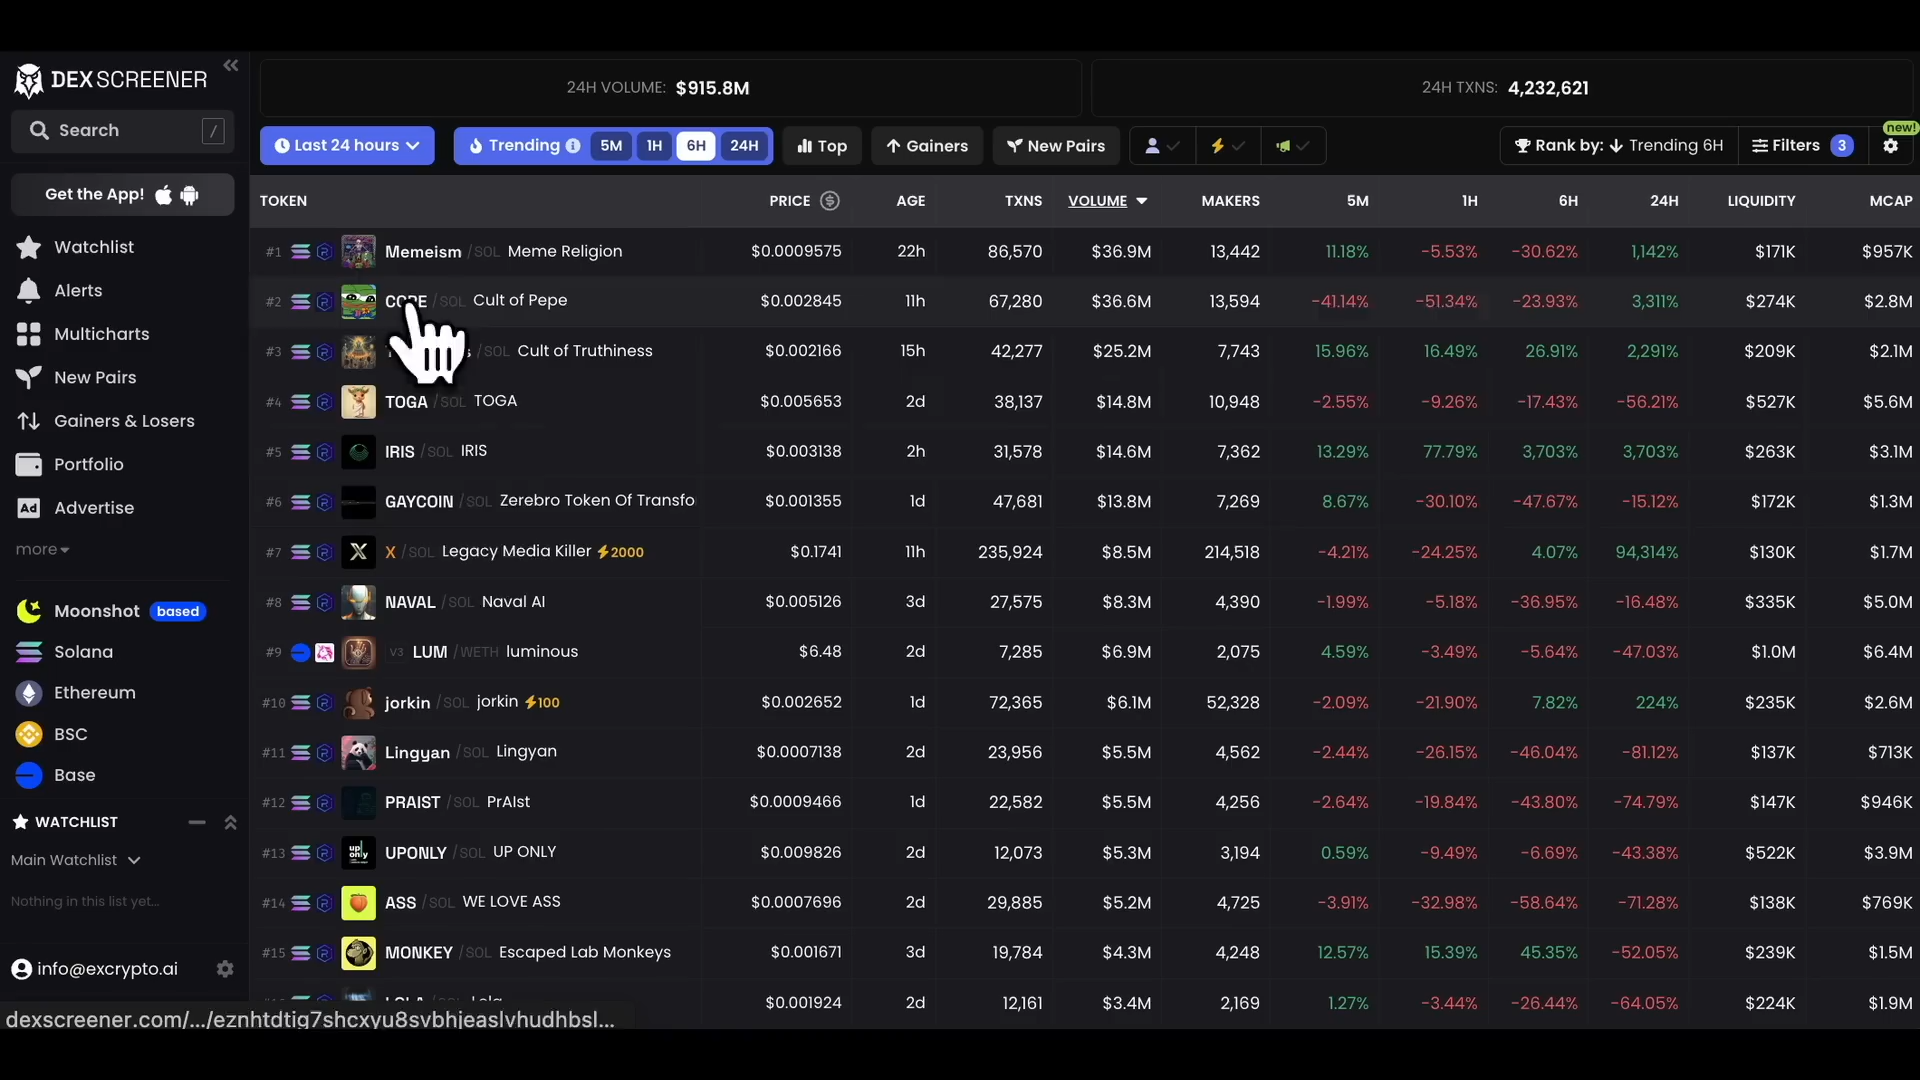 DEX SCREENER
Search /
Get the App!
Watchlist
Alerts
Multicharts
New Pairs
Gainers & Losers
Portfolio
Ad Advertise
more
Moonshot based
Solana
Ethereum
BSC
Base
WATCHLIST
Main Watchlist
Nothing in this list yet...
info@excrypto.ai
24H VOLUME: $915.8M 24H TXNS: 4,232,621
Last 24 hours Trending 5M 1H 6H 24H Top Gainers New Pairs Rank by: Trending 6H Filters 3 new!
TOKEN PRICE AGE TXNS VOLUME MAKERS 5M 1H 6H 24H LIQUIDITY MCAP
#1 Memeism /SOL Meme Religion $0.0009575 22h 86,570 $36.9M 13,442 11.18% -5.53% -30.62% 1,142% $171K $957K
#2 /SOL Cult of Pepe $0.002845 11h 67,280 $36.6M 13,594 -41.14% -51.34% -23.93% 3,311% $274K $2.8M
#3 /SOL Cult of Truthiness $0.002166 15h 42,277 $25.2M 7,743 15.96% 16.49% 26.91% 2,291% $209K $2.1M
#4 TOGA /SOL TOGA $0.005653 2d 38,137 $14.8M 10,948 -2.55% -9.26% -17.43% -56.21% $527K $5.6M
#5 IRIS /SOL IRIS $0.003138 2h 31,578 $14.6M 7,362 13.29% 77.79% 3,703% 3,703% $263K $3.1M
#6 GAYCOIN /SOL Zerebro Token Of Transfo $0.001355 1d 47,681 $13.8M 7,269 8.67% -30.10% -47.67% -15.12% $172K $1.3M
#7 X X /SOL Legacy Media Killer 2000 $0.1741 11h 235,924 $8.5M 214,518 -4.21% -24.25% 4.07% 94,314% $130K $1.7M
#8 NAVAL /SOL Naval AI $0.005126 3d 27,575 $8.3M 4,390 -1.99% -5.18% -36.95% -16.48% $335K $5.0M
#9 V3 LUM /WETH luminous $6.48 2d 7,285 $6.9M 2,075 4.59% -3.49% -5.64% -47.03% $1.0M $6.4M
#10 jorkin /SOL jorkin 100 $0.002652 1d 72,365 $6.1M 52,328 -2.09% -21.90% 7.82% 224% $235K $2.6M
#11 Lingyan /SOL Lingyan $0.0007138 2d 23,956 $5.5M 4,562 -2.44% -26.15% -46.04% -81.12% $137K $713K
#12 PRAIST /SOL PrAIst $0.0009466 1d 22,582 $5.5M 4,256 -2.64% -19.84% -43.80% -74.79% $147K $946K
#13 up only UPONLY /SOL UP ONLY $0.009826 2d 12,073 $5.3M 3,194 0.59% -9.49% -6.69% -43.38% $522K $3.9M
#14 ASS /SOL WE LOVE ASS $0.0007696 2d 29,885 $5.2M 4,725 -3.91% -32.98% -58.64% -71.28% $138K $769K
#15 MONKEY /SOL Escaped Lab Monkeys $0.001671 3d 19,784 $4.3M 4,248 12.57% 15.39% 45.35% -52.05% $239K $1.5M
$0.001924 2d 12,161 $3.4M 2,169 1.27% -3.44% -26.44% -64.05% $224K $1.9M